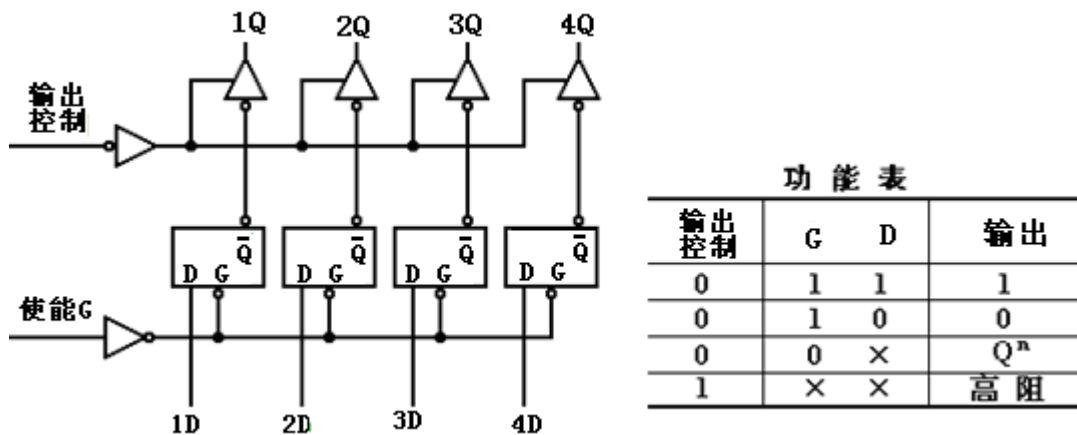 1Q 2Q 3Q 4Q
输出
控制
Q̄ Q̄ Q̄ Q̄
D G D G D G D G
使能G
1D 2D 3D 4D
功能表
输出控制 G D 输出
0 1 1 1
0 1 0 0
0 0 × Qⁿ
1 × × 高阻